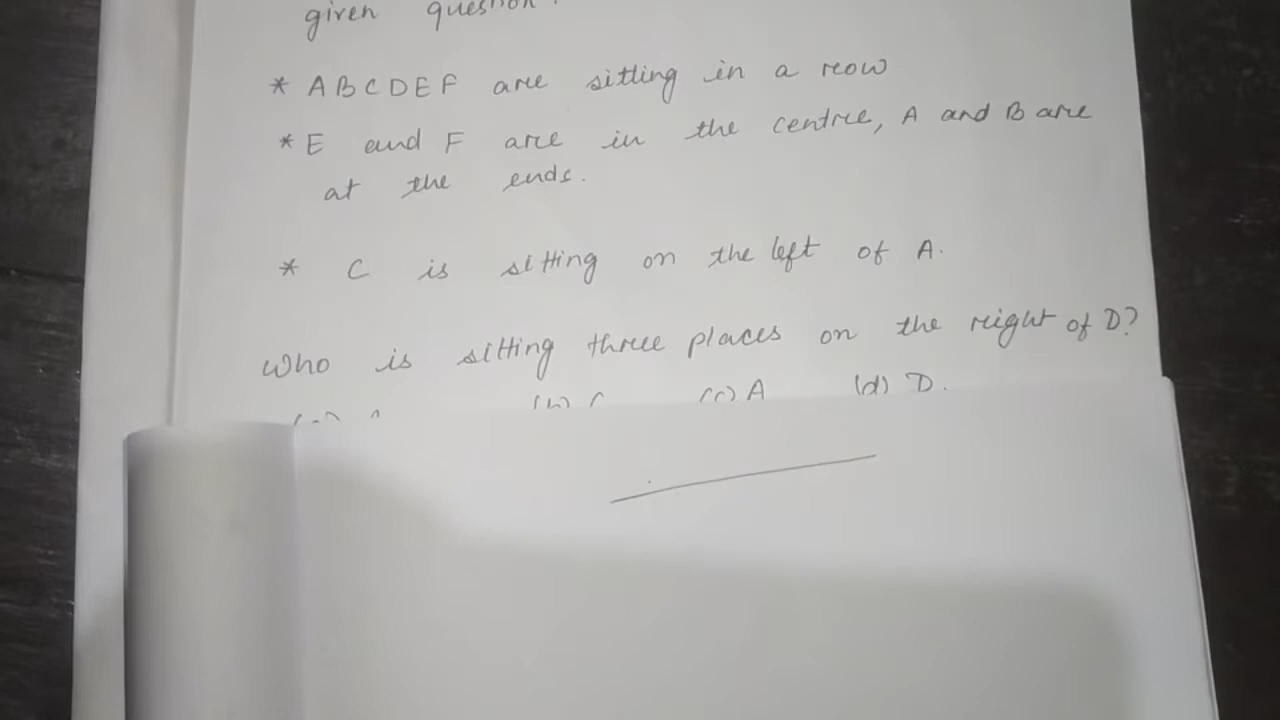 given question.
* A B C D E F are sitting in a row
* E and F are in the centre, A and B are
at the ends.
* C is sitting on the left of A.
Who is sitting three places on the right of D?
(c) A (d) D.